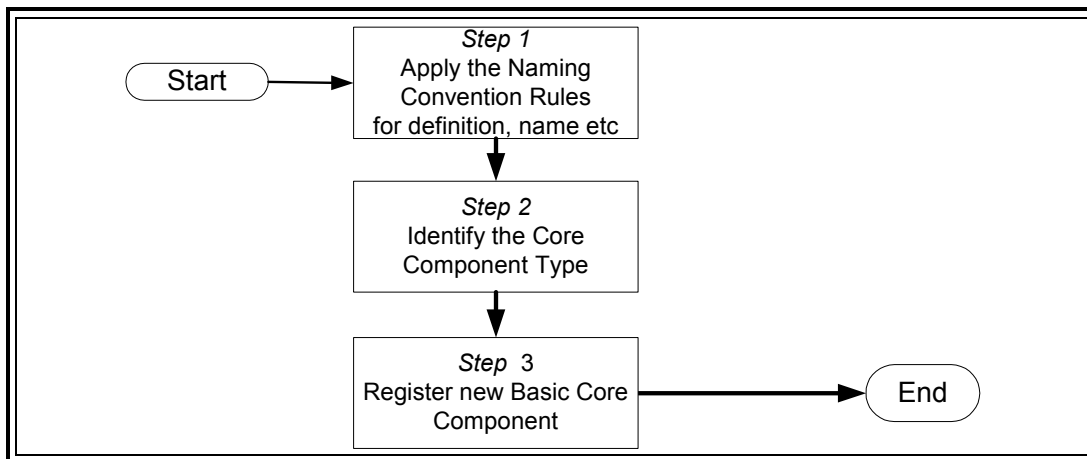 Start
Step 1
Apply the Naming
Convention Rules
for definition, name etc
Step 2
Identify the Core
Component Type
Step 3
Register new Basic Core
Component
End